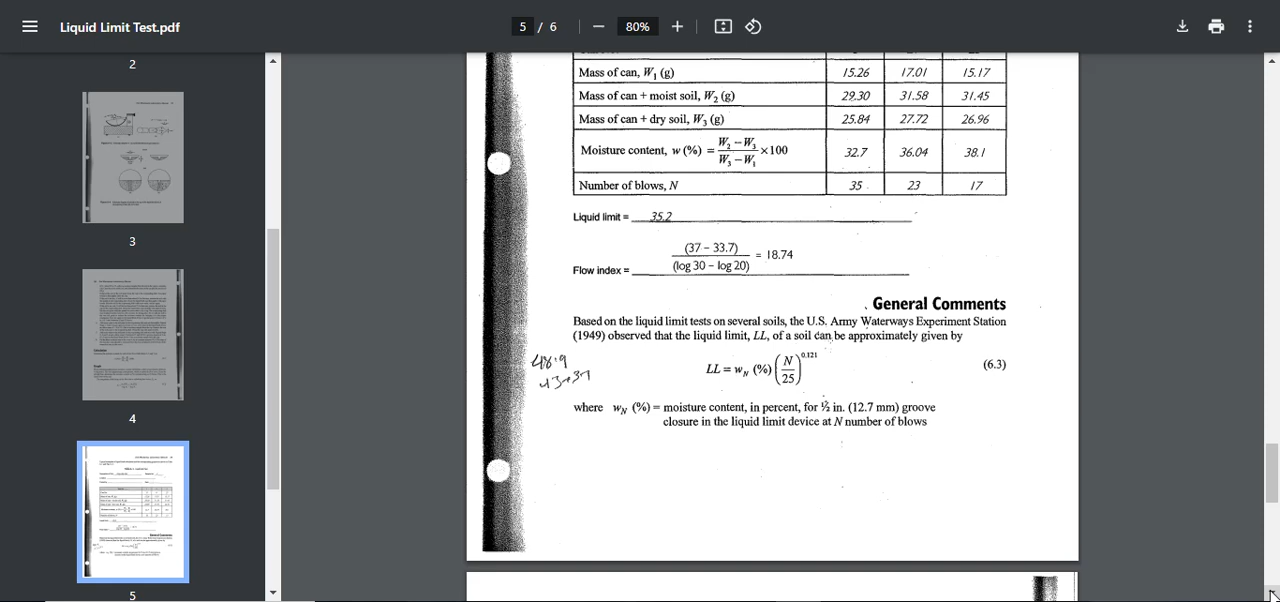 Liquid Limit Test.pdf
5 / 6
80%
2
3
4
5
Mass of can, W₁ (g) 15.26 17.01 15.17
Mass of can + moist soil, W₂ (g) 29.30 31.58 31.45
Mass of can + dry soil, W₃ (g) 25.84 27.72 26.96
Moisture content, w (%) = (W₂ – W₃)/(W₃ – W₁) × 100 32.7 36.04 38.1
Number of blows, N 35 23 17
Liquid limit = 35.2
Flow index = (37 - 33.7)/(log 30 - log 20) = 18.74
General Comments
Based on the liquid limit tests on several soils, the U.S. Army Waterways Experiment Station
(1949) observed that the liquid limit, LL, of a soil can be approximately given by
48.9
LL = w_N (%) (N/25)^0.121 (6.3)
where w_N (%) = moisture content, in percent, for ½ in. (12.7 mm) groove
closure in the liquid limit device at N number of blows